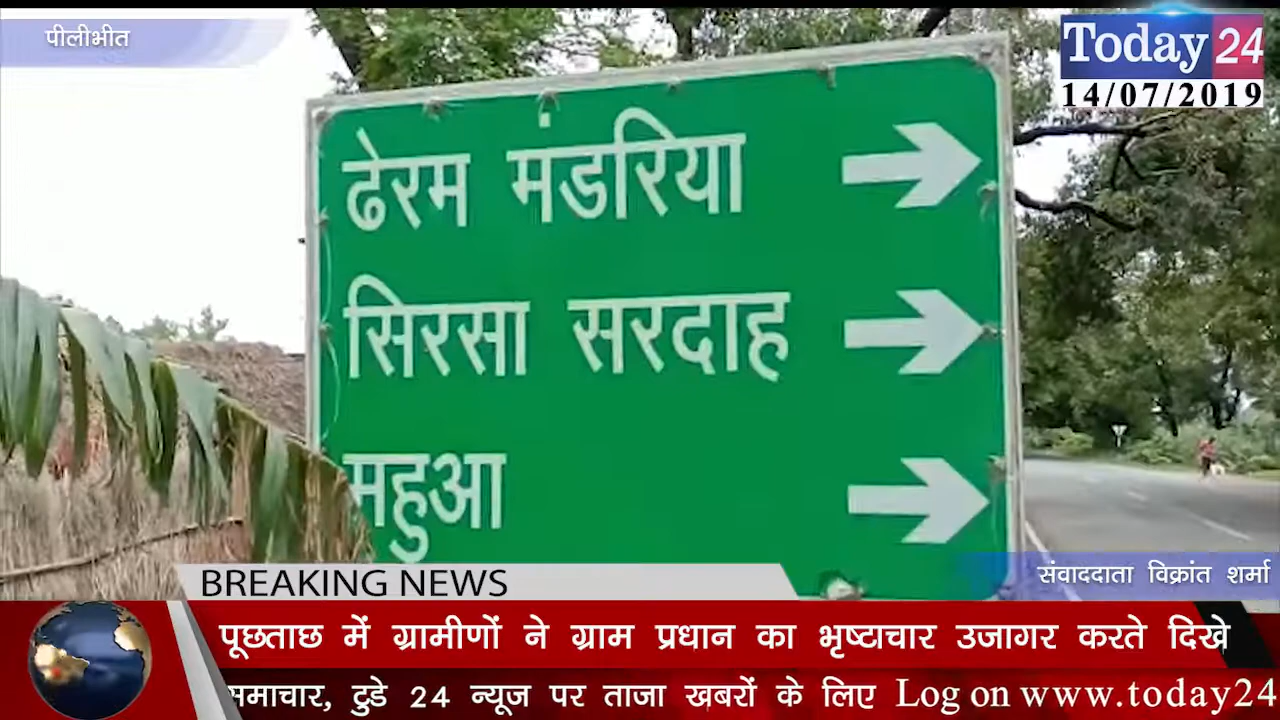 पीलीभीत
Today 24
14/07/2019
ढेरम मंडरिया
सिरसा सरदाह
महुआ
संवाददाता विक्रांत शर्मा
BREAKING NEWS
पूछताछ में ग्रामीणों ने ग्राम प्रधान का भृष्टाचार उजागर करते दिखे
समाचार, टुडे 24 न्यूज पर ताजा खबरों के लिए Log on www.today24